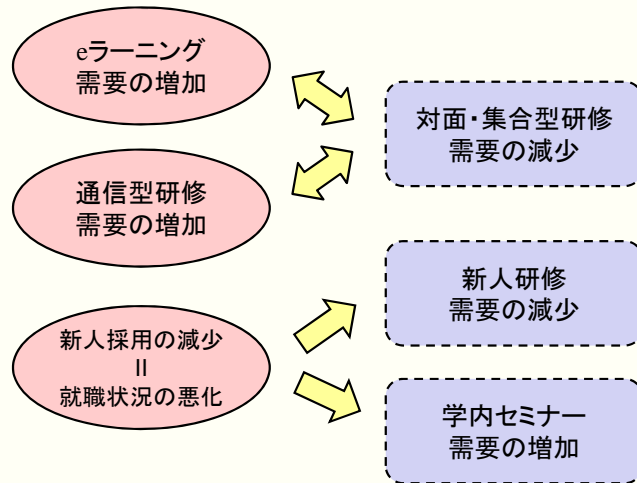 eラーニング
需要の増加
対面・集合型研修
需要の減少
通信型研修
需要の増加
新人研修
需要の減少
新人採用の減少
II
就職状況の悪化
学内セミナー
需要の増加